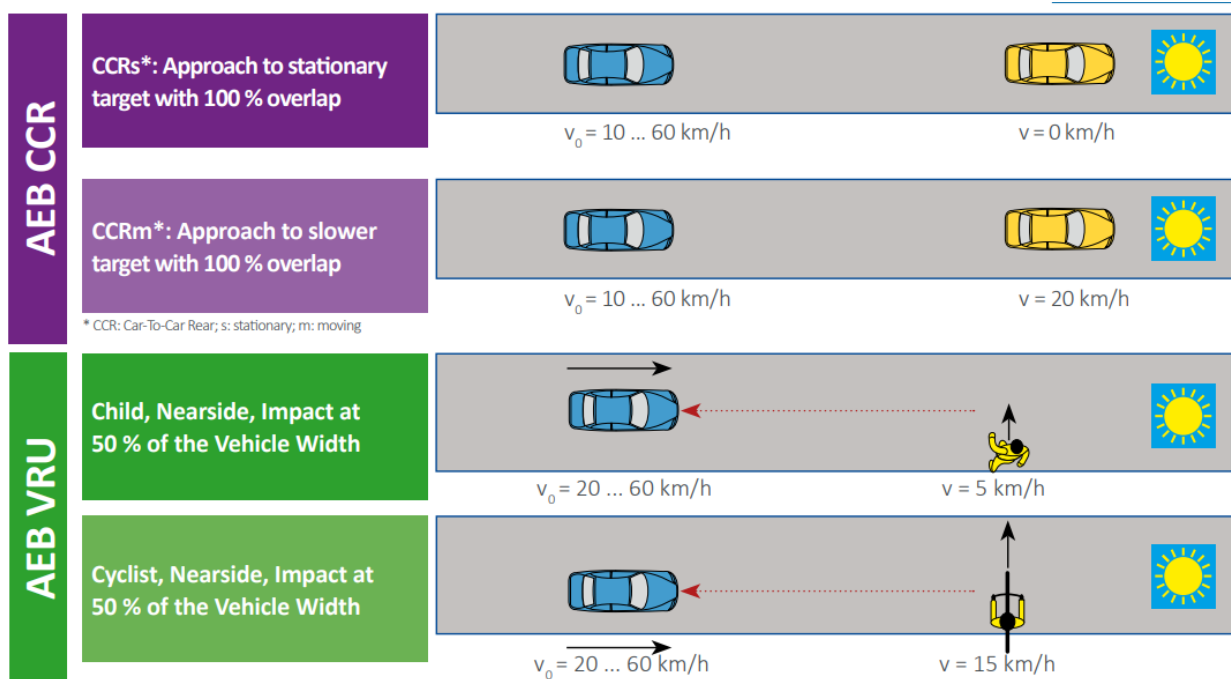 AEB CCR
CCRs*: Approach to stationary
target with 100 % overlap
v0 = 10 ... 60 km/h
v = 0 km/h
CCRm*: Approach to slower
target with 100 % overlap
v0 = 10 ... 60 km/h
v = 20 km/h
* CCR: Car-To-Car Rear; s: stationary; m: moving
AEB VRU
Child, Nearside, Impact at
50 % of the Vehicle Width
v0 = 20 ... 60 km/h
v = 5 km/h
Cyclist, Nearside, Impact at
50 % of the Vehicle Width
v0 = 20 ... 60 km/h
v = 15 km/h